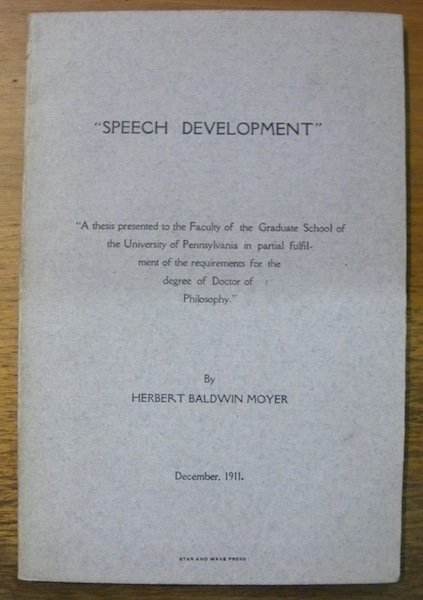 "SPEECH DEVELOPMENT"
"A thesis presented to the Faculty of the Graduate School of
the University of Pennsylvania in partial fulfil-
ment of the requirements for the
degree of Doctor of
Philosophy."
By
HERBERT BALDWIN MOYER
December, 1911.
STAR AND WAVE PRESS